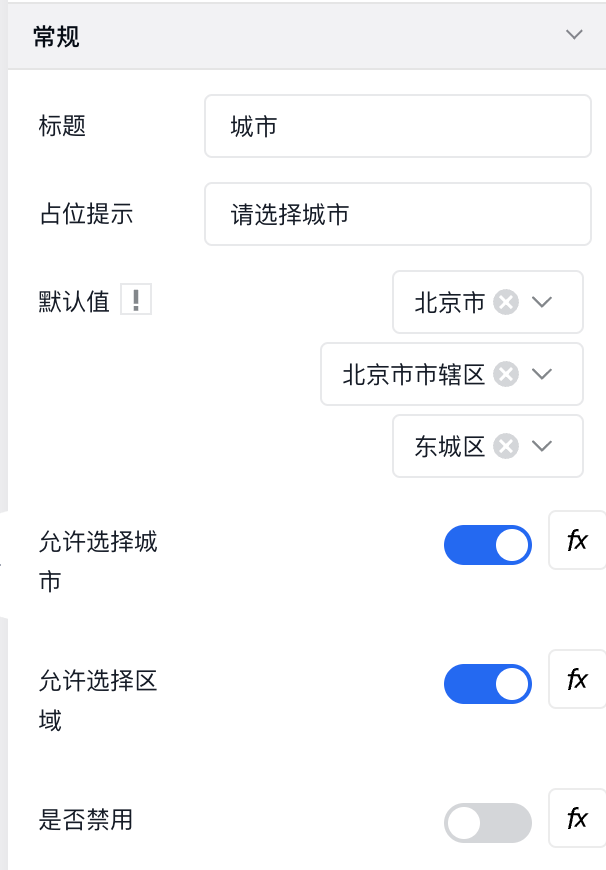 常规
标题 城市
占位提示 请选择城市
默认值 ! 北京市
北京市市辖区
东城区
允许选择城 fx
市
允许选择区 fx
域
是否禁用 fx